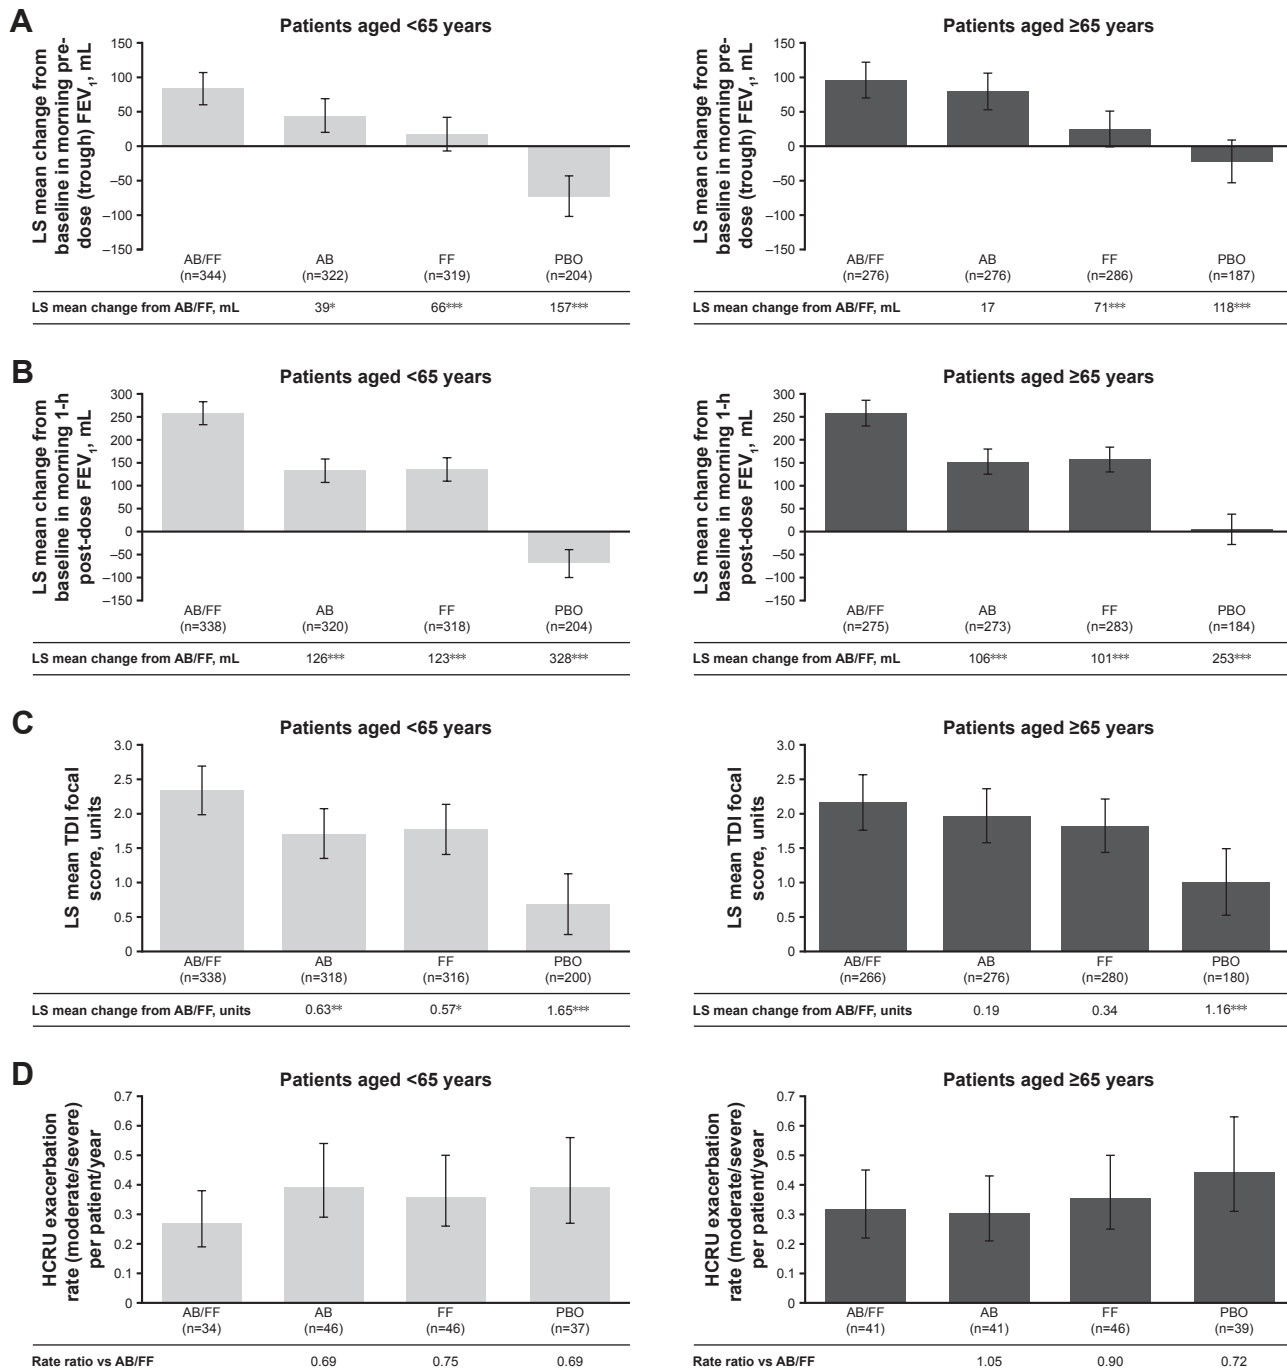 A
Patients aged <65 years
LS mean change from
baseline in morning pre-
dose (trough) FEV₁, mL
150
100
50
0
–50
–100
–150
AB/FF
(n=344)
AB
(n=322)
FF
(n=319)
PBO
(n=204)
LS mean change from AB/FF, mL 39* 66*** 157***
Patients aged ≥65 years
LS mean change from
baseline in morning pre-
dose (trough) FEV₁, mL
150
100
50
0
–50
–100
–150
AB/FF
(n=276)
AB
(n=276)
FF
(n=286)
PBO
(n=187)
LS mean change from AB/FF, mL 17 71*** 118***
B
Patients aged <65 years
LS mean change from
baseline in morning 1-h
post-dose FEV₁, mL
300
250
200
150
100
50
0
–50
–100
–150
AB/FF
(n=338)
AB
(n=320)
FF
(n=318)
PBO
(n=204)
LS mean change from AB/FF, mL 126*** 123*** 328***
Patients aged ≥65 years
LS mean change from
baseline in morning 1-h
post-dose FEV₁, mL
300
250
200
150
100
50
0
–50
–100
–150
AB/FF
(n=275)
AB
(n=273)
FF
(n=283)
PBO
(n=184)
LS mean change from AB/FF, mL 106*** 101*** 253***
C
Patients aged <65 years
LS mean TDI focal
score, units
3.0
2.5
2.0
1.5
1.0
0.5
0
AB/FF
(n=338)
AB
(n=318)
FF
(n=316)
PBO
(n=200)
LS mean change from AB/FF, units 0.63** 0.57* 1.65***
Patients aged ≥65 years
LS mean TDI focal
score, units
3.0
2.5
2.0
1.5
1.0
0.5
0
AB/FF
(n=266)
AB
(n=276)
FF
(n=280)
PBO
(n=180)
LS mean change from AB/FF, units 0.19 0.34 1.16***
D
Patients aged <65 years
HCRU exacerbation
rate (moderate/severe)
per patient/year
0.7
0.6
0.5
0.4
0.3
0.2
0.1
0
AB/FF
(n=34)
AB
(n=46)
FF
(n=46)
PBO
(n=37)
Rate ratio vs AB/FF 0.69 0.75 0.69
Patients aged ≥65 years
HCRU exacerbation
rate (moderate/severe)
per patient/year
0.7
0.6
0.5
0.4
0.3
0.2
0.1
0
AB/FF
(n=41)
AB
(n=41)
FF
(n=46)
PBO
(n=39)
Rate ratio vs AB/FF 1.05 0.90 0.72